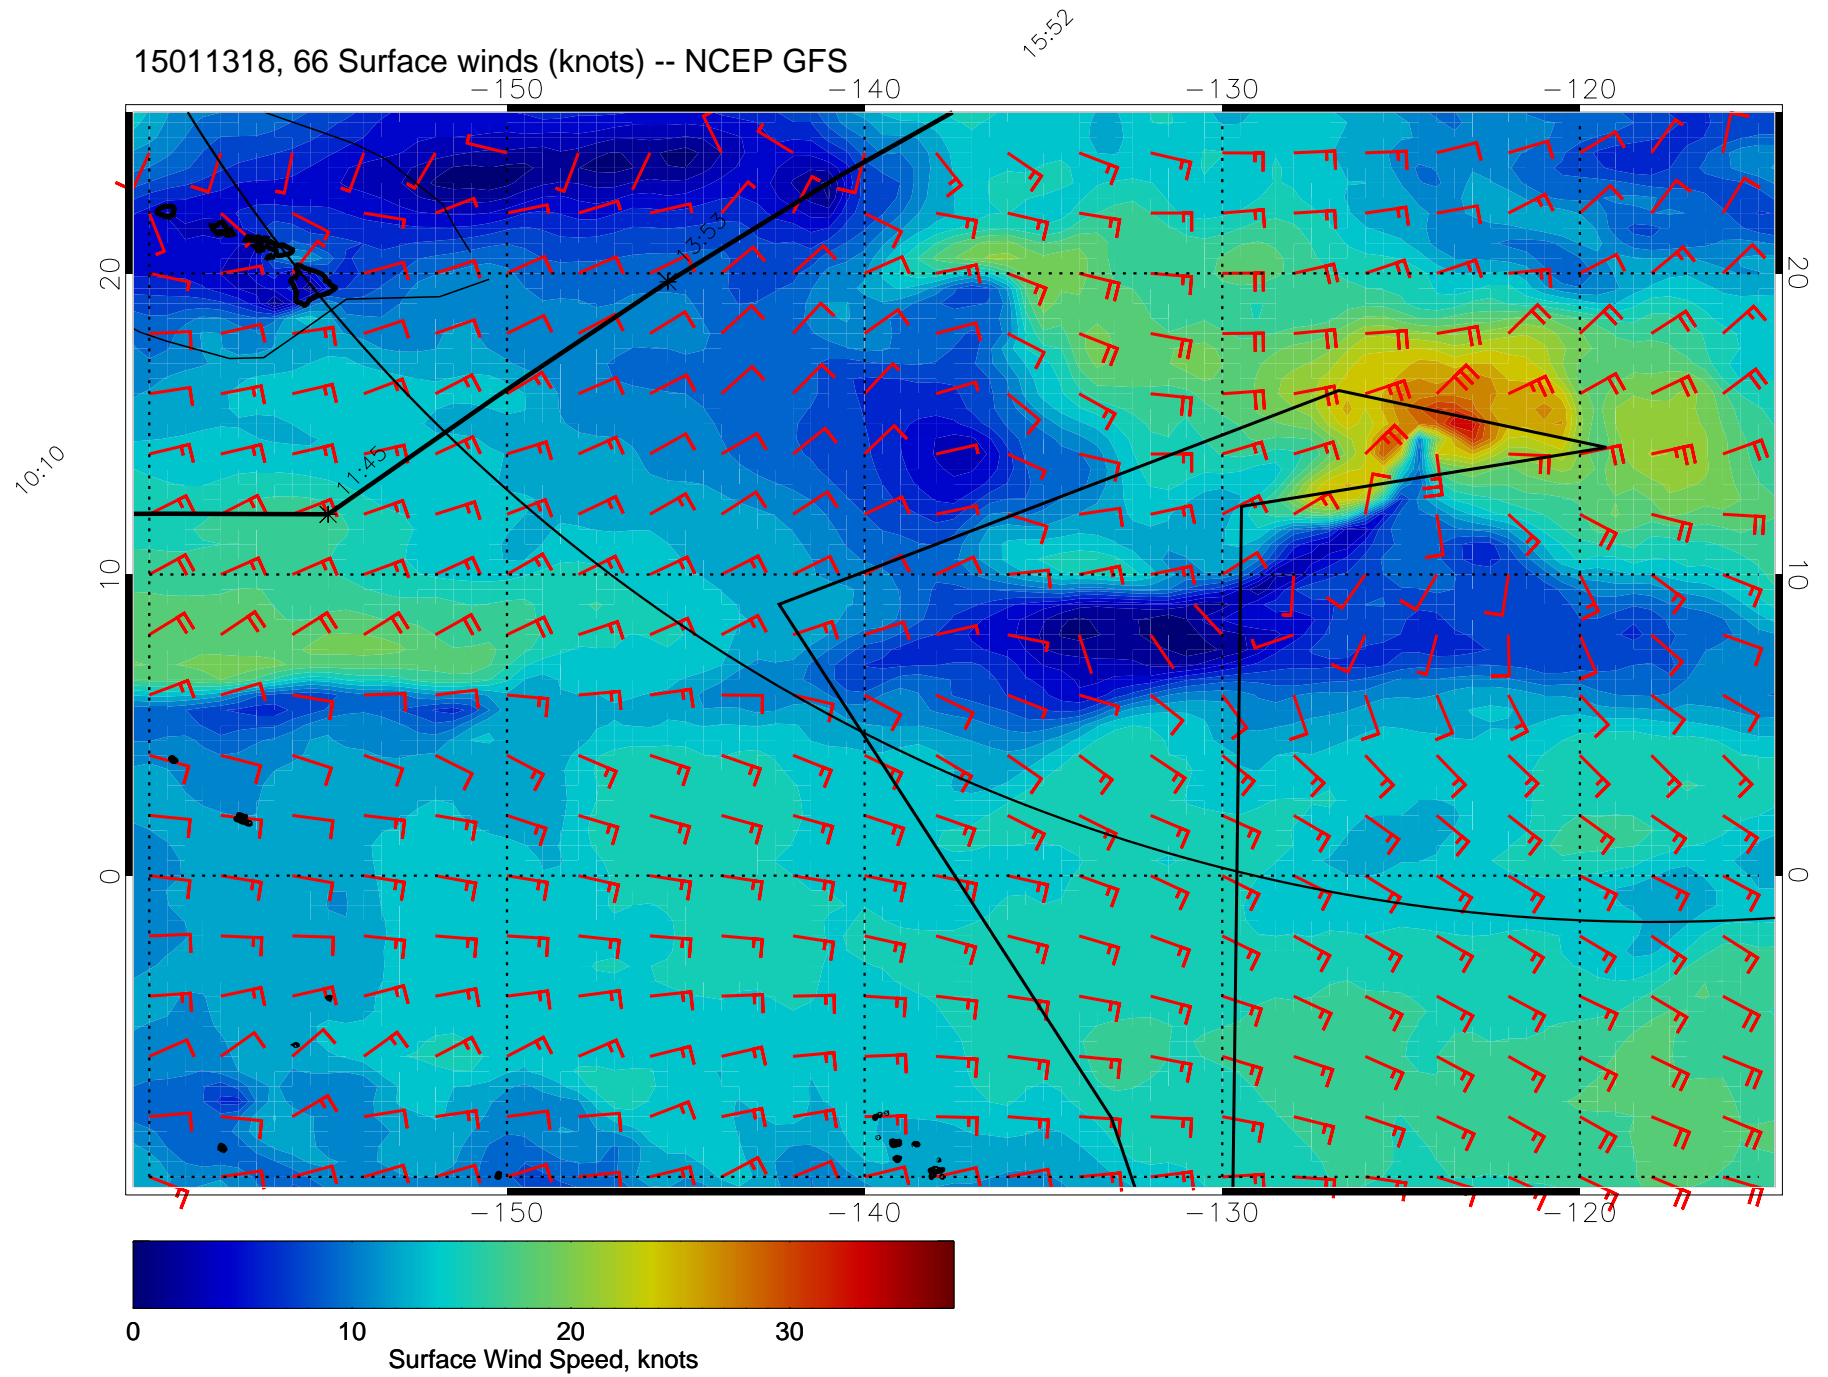 15:52
15011318, 66 Surface winds (knots) -- NCEP GFS
-150 -140 -130 -120
13:53
20 20
11:45
10:10
10 10
0 0
-150 -140 -130 -120
0 10 20 30
Surface Wind Speed, knots